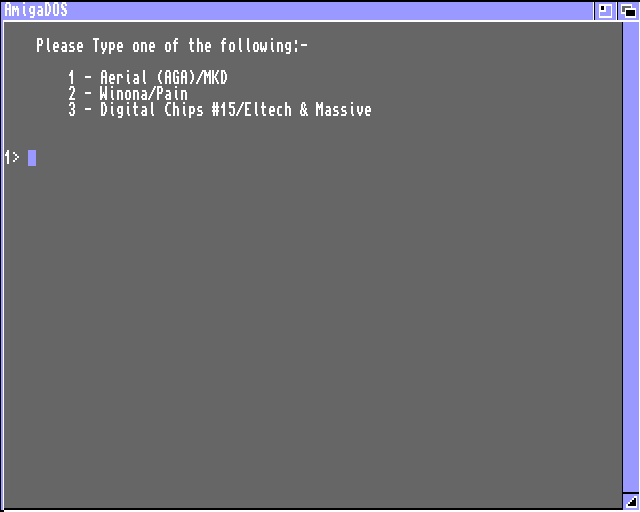 AmigaDOS
Please Type one of the following:-
1 - Aerial (AGA)/MKD
2 - Winona/Pain
3 - Digital Chips #15/Eltech & Massive
1>